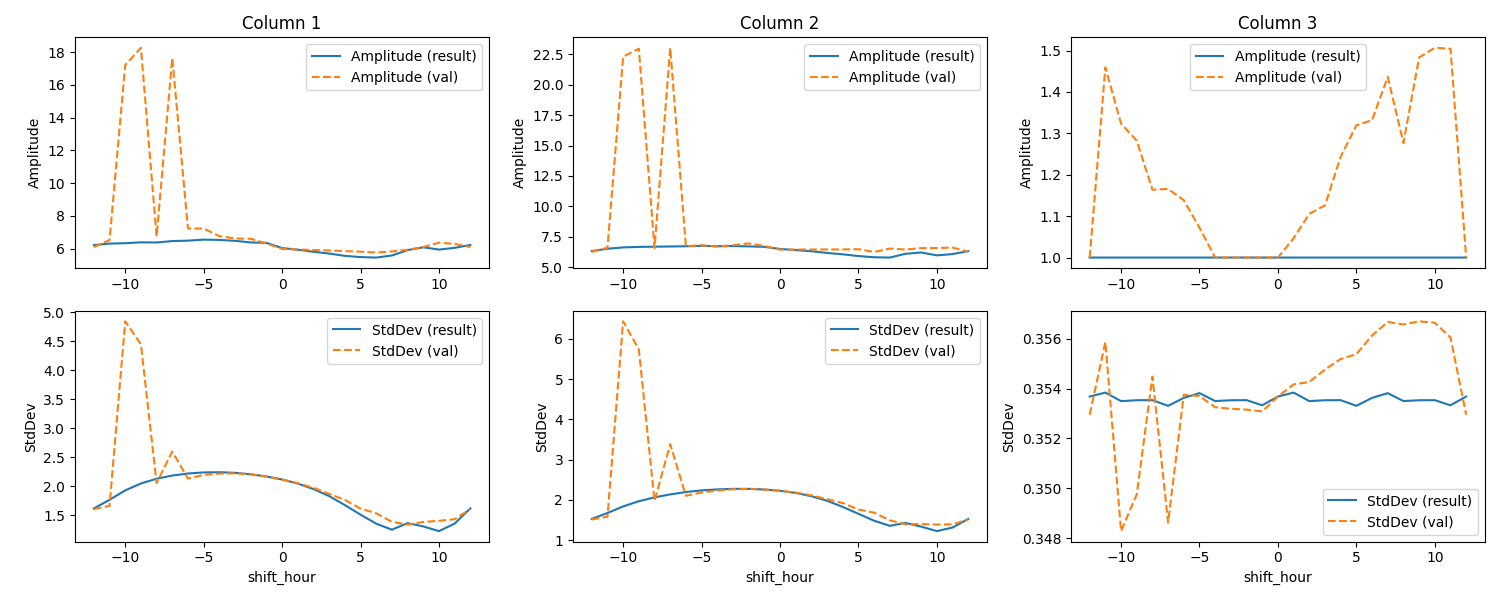 Column 1
Amplitude
18
16
14
12
10
8
6
Amplitude (result)
Amplitude (val)
−10
−5
0
5
10
Column 2
Amplitude
22.5
20.0
17.5
15.0
12.5
10.0
7.5
5.0
Amplitude (result)
Amplitude (val)
−10
−5
0
5
10
Column 3
Amplitude
1.5
1.4
1.3
1.2
1.1
1.0
Amplitude (result)
Amplitude (val)
−10
−5
0
5
10
StdDev
5.0
4.5
4.0
3.5
3.0
2.5
2.0
1.5
StdDev (result)
StdDev (val)
−10
−5
0
5
10
shift_hour
StdDev
6
5
4
3
2
1
StdDev (result)
StdDev (val)
−10
−5
0
5
10
shift_hour
StdDev
0.356
0.354
0.352
0.350
0.348
StdDev (result)
StdDev (val)
−10
−5
0
5
10
shift_hour